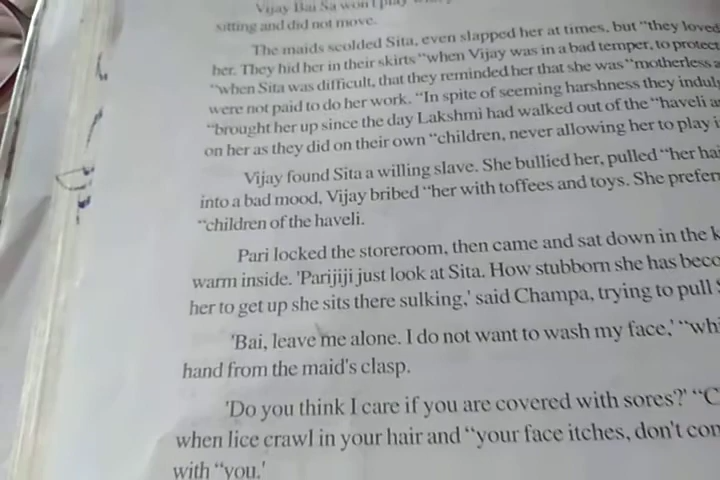 Vijay Bai Sa won't play
sitting and did not move.
The maids scolded Sita, even slapped her at times, but “they loved
her. They hid her in their skirts “when Vijay was in a bad temper, to protect
“when Sita was difficult, that they reminded her that she was “motherless
were not paid to do her work. “In spite of seeming harshness they
“brought her up since the day Lakshmi had walked out of the “haveli
on her as they did on their own “children, never allowing her to play
Vijay found Sita a willing slave. She bullied her, pulled “her
into a bad mood, Vijay bribed “her with toffees and toys. She
“children of the haveli.
Pari locked the storeroom, then came and sat down in the
warm inside. 'Parijiji just look at Sita. How stubborn she has
her to get up she sits there sulking,' said Champa, trying to pull
'Bai, leave me alone. I do not want to wash my face,' “
hand from the maid's clasp.
'Do you think I care if you are covered with sores?' “
when lice crawl in your hair and “your face itches, don't
with “you.'